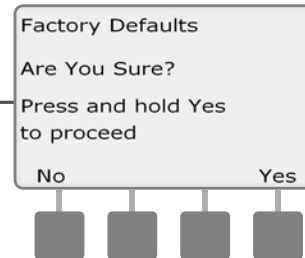 Factory Defaults
Are You Sure?
Press and hold Yes
to proceed
No Yes